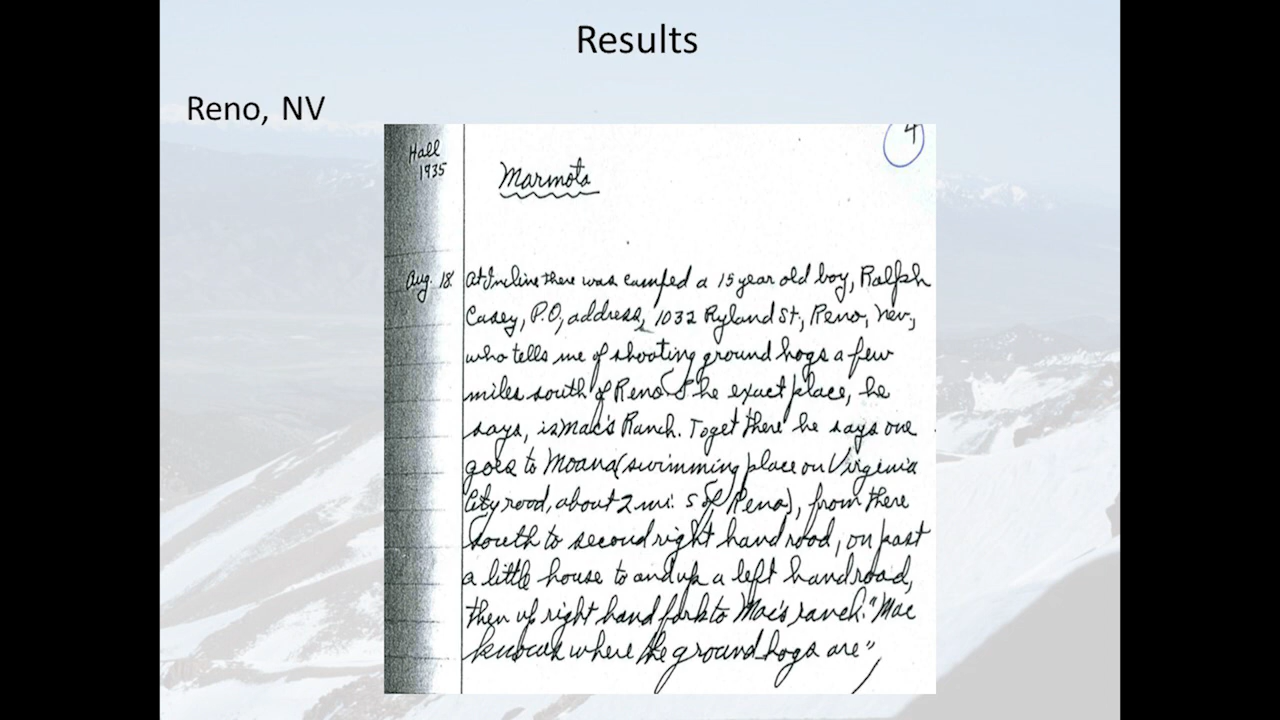 Results
Reno, NV
4
Hall
1935
Marmota
Aug. 18
At Incline there was camped a 15 year old boy, Ralph
Casey, P.O, address, 1032 Ryland St., Reno, Nev.,
who tells me of shooting ground hogs a few
miles south of Reno. The exact place, he
says, is Mac's Ranch. To get there he says one
goes to Moana (swimming place on Virginia
City road, about 2 mi. S of Reno), from there
south to second right hand road, on past
a little house to and up a left hand road,
then up right hand fork to Mac's ranch. "Mac
knows where the ground hogs are",